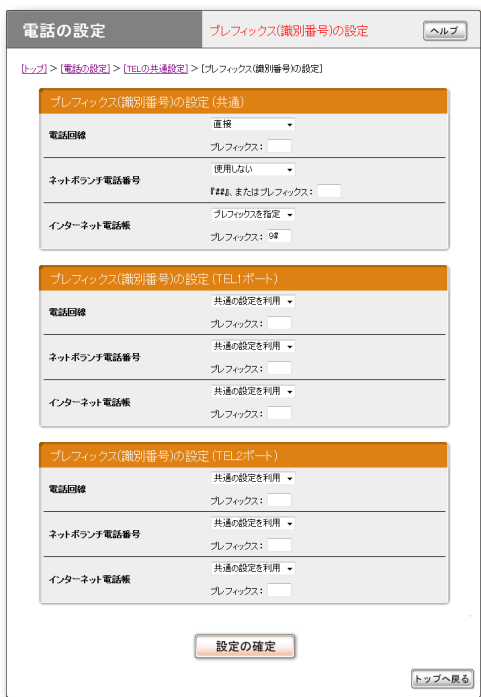 電話の設定
プレフィックス(識別番号)の設定
ヘルプ
[トップ] > [電話の設定] > [TELの共通設定] > [プレフィックス(識別番号)の設定]
プレフィックス(識別番号)の設定 (共通)
電話回線
直接
プレフィックス:
ネットボランチ電話番号
使用しない
『##』、またはプレフィックス:
インターネット電話帳
プレフィックスを指定
プレフィックス: 9#
プレフィックス(識別番号)の設定 (TEL1ポート)
電話回線
共通の設定を利用
プレフィックス:
ネットボランチ電話番号
共通の設定を利用
プレフィックス:
インターネット電話帳
共通の設定を利用
プレフィックス:
プレフィックス(識別番号)の設定 (TEL2ポート)
電話回線
共通の設定を利用
プレフィックス:
ネットボランチ電話番号
共通の設定を利用
プレフィックス:
インターネット電話帳
共通の設定を利用
プレフィックス:
設定の確定
トップへ戻る